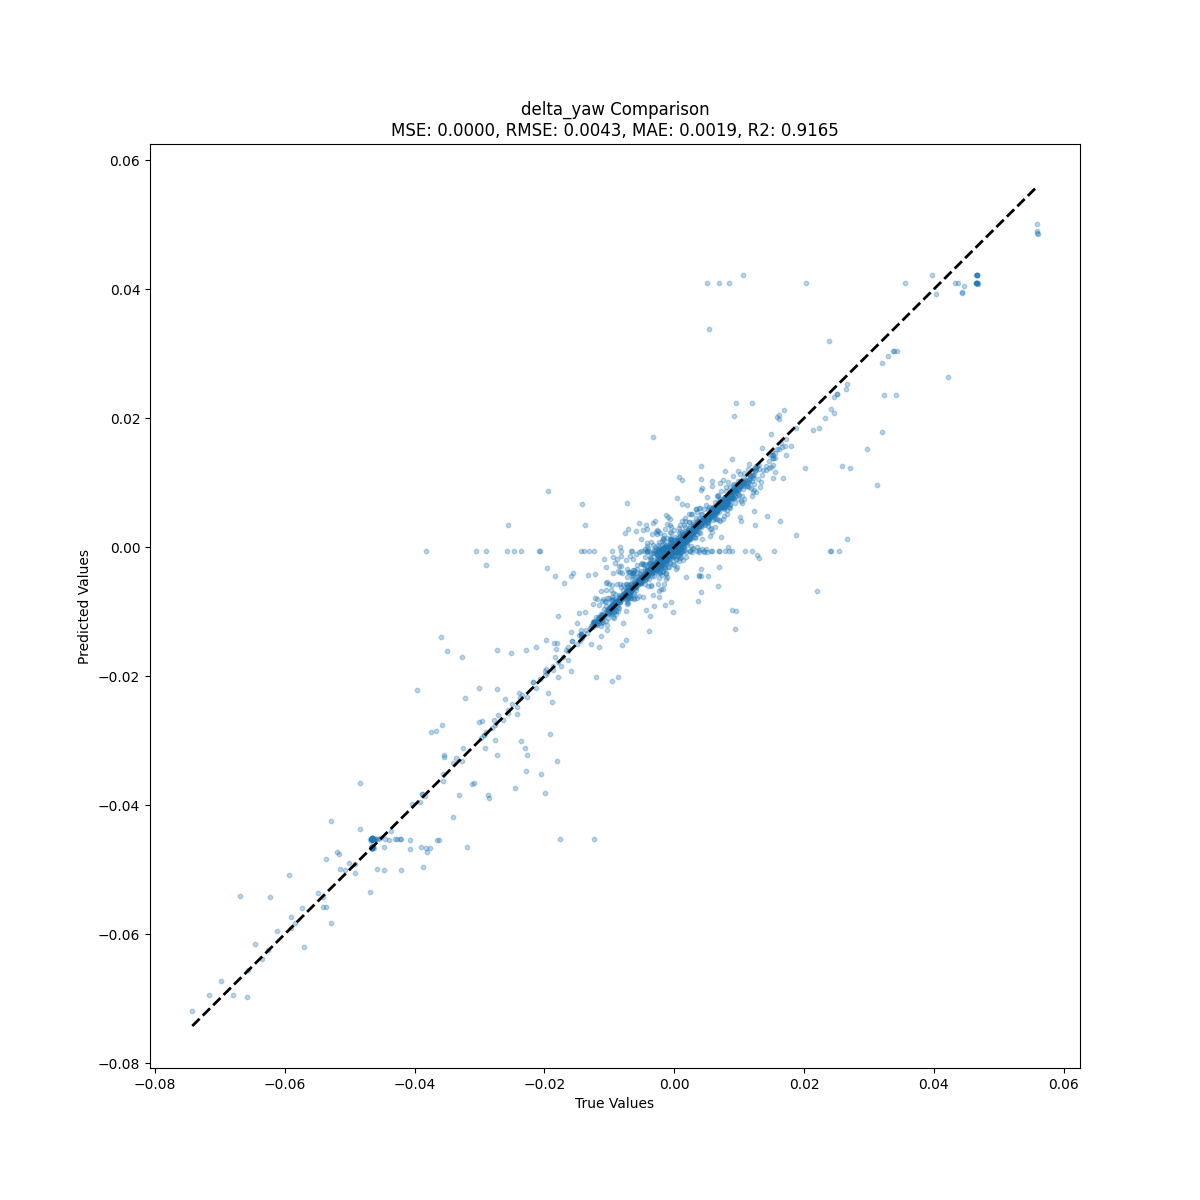 delta_yaw Comparison
MSE: 0.0000, RMSE: 0.0043, MAE: 0.0019, R2: 0.9165
0.06
0.04
0.02
0.00
−0.02
−0.04
−0.06
−0.08
Predicted Values
−0.08 −0.06 −0.04 −0.02 0.00 0.02 0.04 0.06
True Values